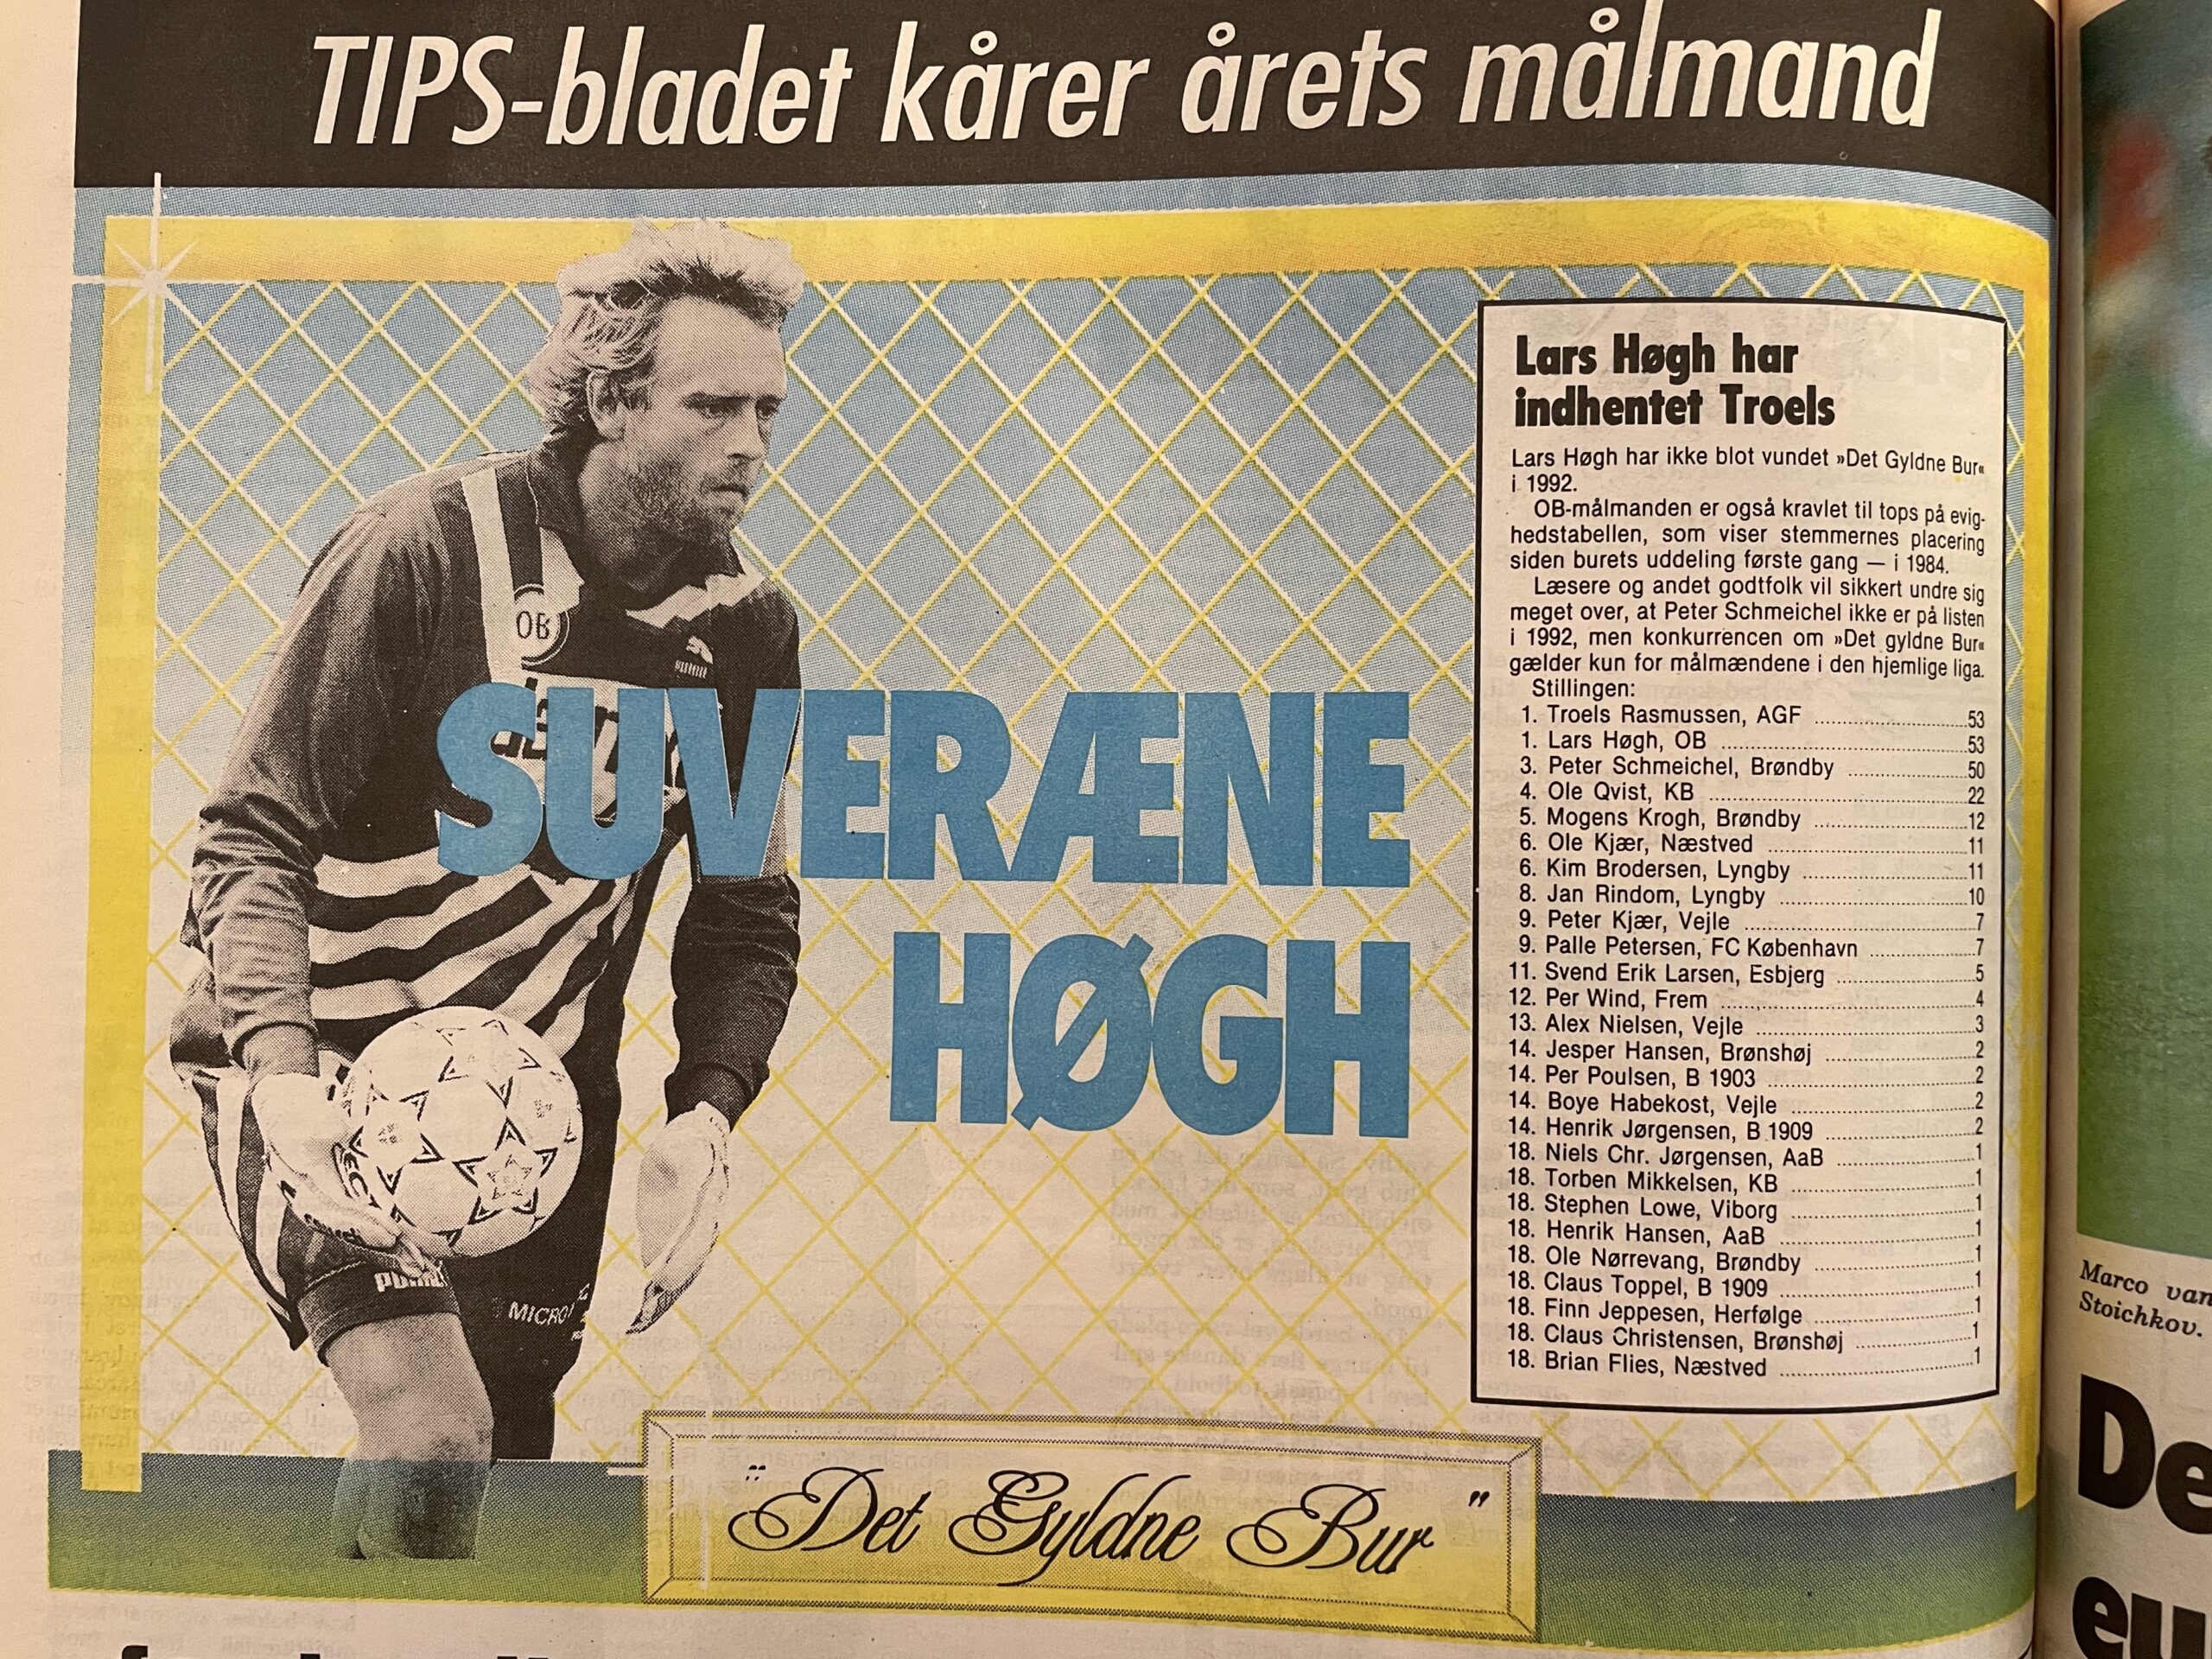 TIPS-bladet kårer årets målmand
OB
PUMA
SUVERÆNE
HØGH
Lars Høgh har
indhentet Troels
Lars Høgh har ikke blot vundet »Det Gyldne Bur«
i 1992.
OB-målmanden er også kravlet til tops på evig-
hedstabellen, som viser stemmernes placering
siden burets uddeling første gang — i 1984.
Læsere og andet godtfolk vil sikkert undre sig
meget over, at Peter Schmeichel ikke er på listen
i 1992, men konkurrencen om »Det gyldne Bur«
gælder kun for målmændene i den hjemlige liga.
Stillingen:
1. Troels Rasmussen, AGF 53
1. Lars Høgh, OB 53
3. Peter Schmeichel, Brøndby 50
4. Ole Qvist, KB 22
5. Mogens Krogh, Brøndby 12
6. Ole Kjær, Næstved 11
6. Kim Brodersen, Lyngby 11
8. Jan Rindom, Lyngby 10
9. Peter Kjær, Vejle 7
9. Palle Petersen, FC København 7
11. Svend Erik Larsen, Esbjerg 5
12. Per Wind, Frem 4
13. Alex Nielsen, Vejle 3
14. Jesper Hansen, Brønshøj 2
14. Per Poulsen, B 1903 2
14. Boye Habekost, Vejle 2
14. Henrik Jørgensen, B 1909 2
18. Niels Chr. Jørgensen, AaB 1
18. Torben Mikkelsen, KB 1
18. Stephen Lowe, Viborg 1
18. Henrik Hansen, AaB 1
18. Ole Nørrevang, Brøndby 1
18. Claus Toppel, B 1909 1
18. Finn Jeppesen, Herfølge 1
18. Claus Christensen, Brønshøj 1
18. Brian Flies, Næstved 1
PUMA
MICRO
"Det Gyldne Bur"
Marco van
Stoichkov.
De
eu